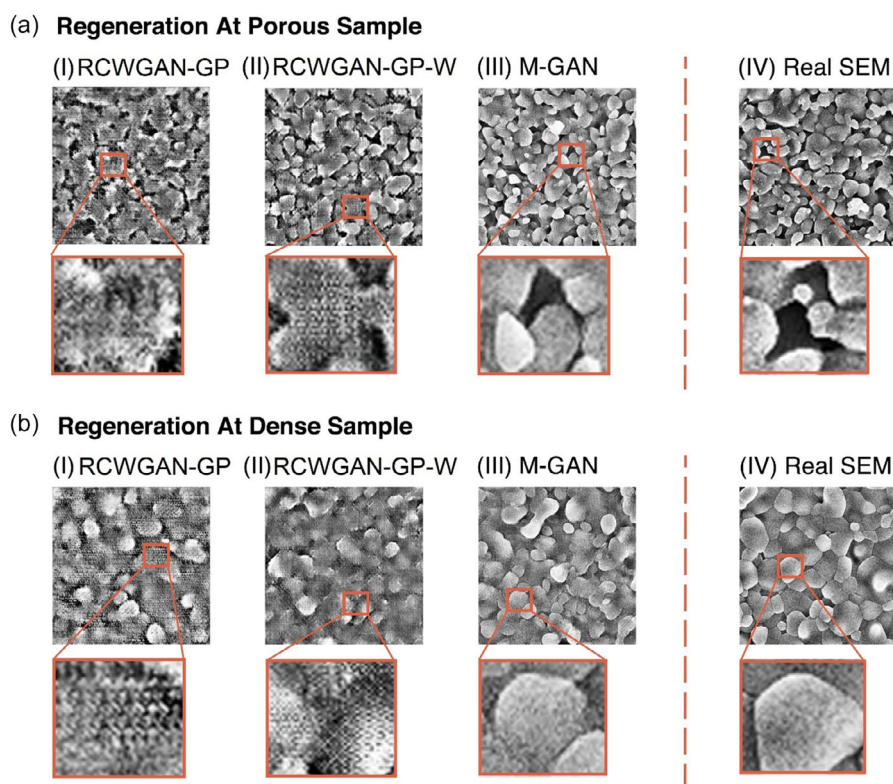 (a) Regeneration At Porous Sample
(I) RCWGAN-GP (II) RCWGAN-GP-W (III) M-GAN (IV) Real SEM
(b) Regeneration At Dense Sample
(I) RCWGAN-GP (II) RCWGAN-GP-W (III) M-GAN (IV) Real SEM